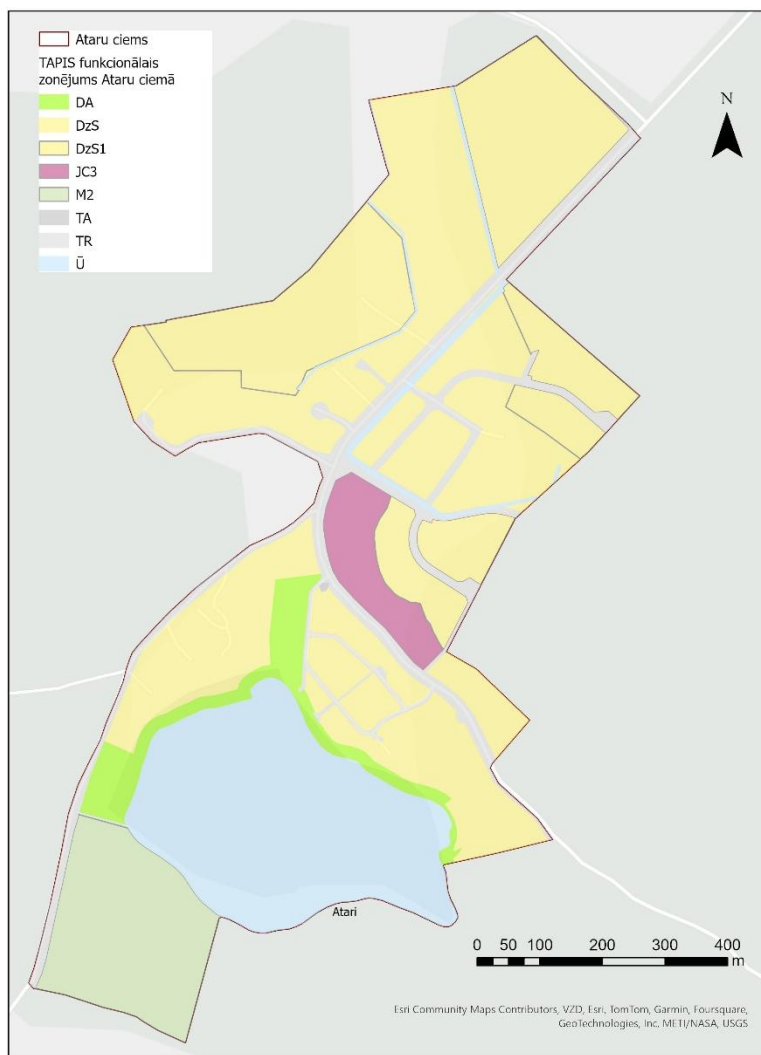 Ataru ciems
TAPIS funkcionālais
zonējums Ataru ciemā
DA
DzS
DzS1
JC3
M2
TA
TR
Ū
N
Atari
0 50 100 200 300 400
m
Esri Community Maps Contributors, VZD, Esri, TomTom, Garmin, Foursquare,
GeoTechnologies, Inc, METI/NASA, USGS